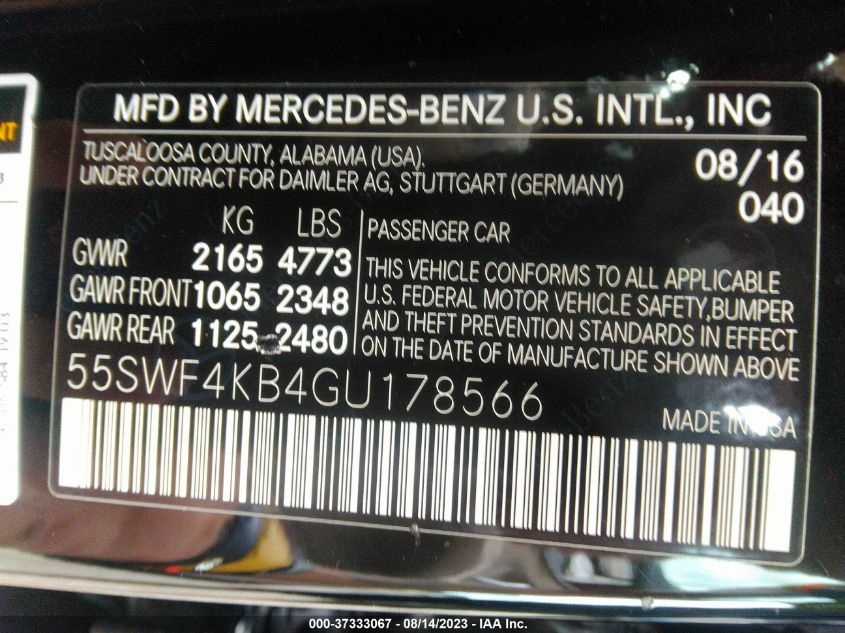 MFD BY MERCEDES-BENZ U.S. INTL., INC
TUSCALOOSA COUNTY, ALABAMA (USA).
UNDER CONTRACT FOR DAIMLER AG, STUTTGART (GERMANY)
08/16
040
KG LBS
GVWR 2165 4773
GAWR FRONT 1065 2348
GAWR REAR 1125 2480
PASSENGER CAR
THIS VEHICLE CONFORMS TO ALL APPLICABLE
U.S. FEDERAL MOTOR VEHICLE SAFETY, BUMPER
AND THEFT PREVENTION STANDARDS IN EFFECT
ON THE DATE OF MANUFACTURE SHOWN ABOVE
55SWF4KB4GU178566
MADE IN USA
000-37333067 - 08/14/2023 - IAA Inc.